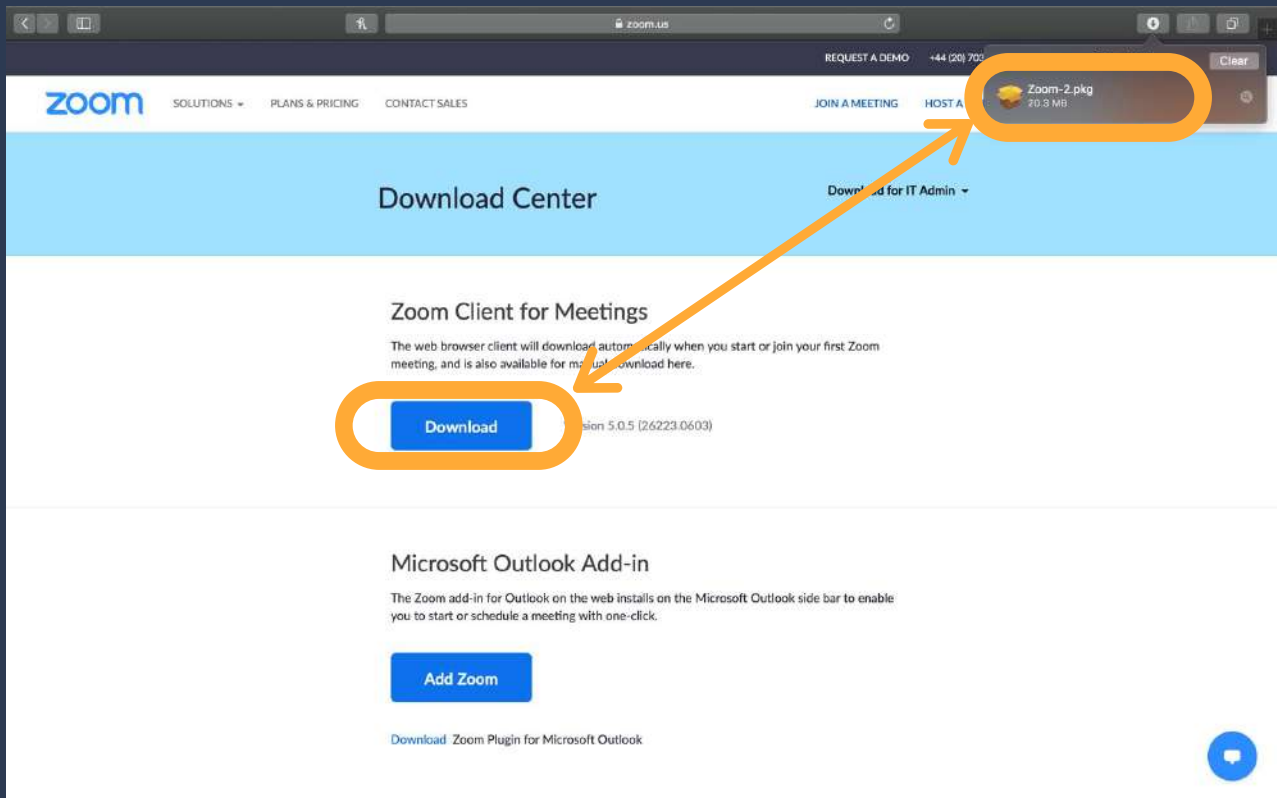 zoom.us
REQUEST A DEMO +44 (20) 703
Clear
Zoom-2.pkg
20.3 MB
zoom SOLUTIONS PLANS & PRICING CONTACT SALES JOIN A MEETING HOST A
Download Center
Download for IT Admin
Zoom Client for Meetings
The web browser client will download automatically when you start or join your first Zoom
meeting, and is also available for manual download here.
Download
Version 5.0.5 (26223.0603)
Microsoft Outlook Add-in
The Zoom add-in for Outlook on the web installs on the Microsoft Outlook side bar to enable
you to start or schedule a meeting with one-click.
Add Zoom
Download Zoom Plugin for Microsoft Outlook